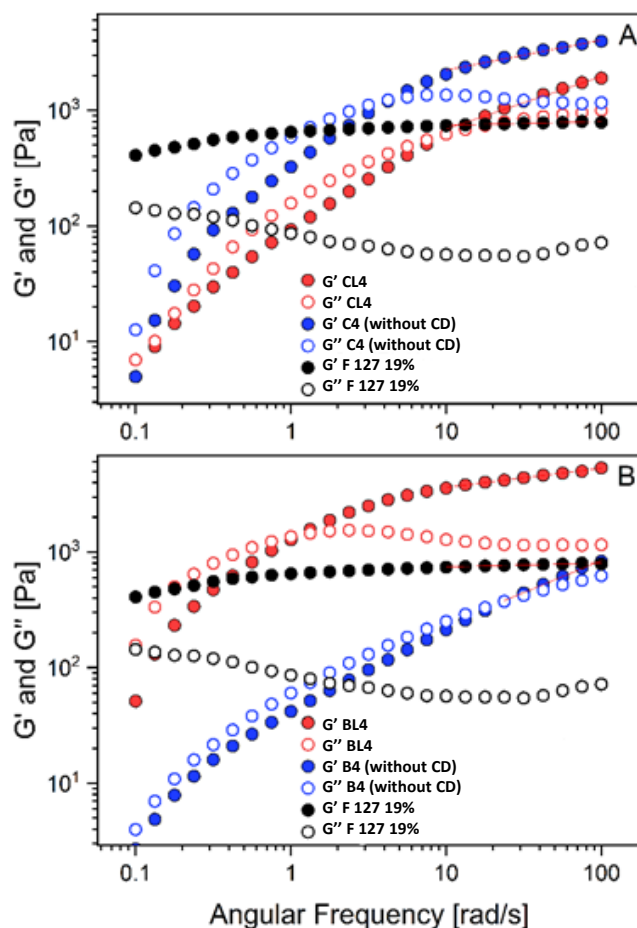 A
10³
10²
10¹
G' and G'' [Pa]
G' CL4
G'' CL4
G' C4 (without CD)
G'' C4 (without CD)
G' F 127 19%
G'' F 127 19%
0.1 1 10 100
B
10³
10²
10¹
G' and G'' [Pa]
G' BL4
G'' BL4
G' B4 (without CD)
G'' B4 (without CD)
G' F 127 19%
G'' F 127 19%
0.1 1 10 100
Angular Frequency [rad/s]